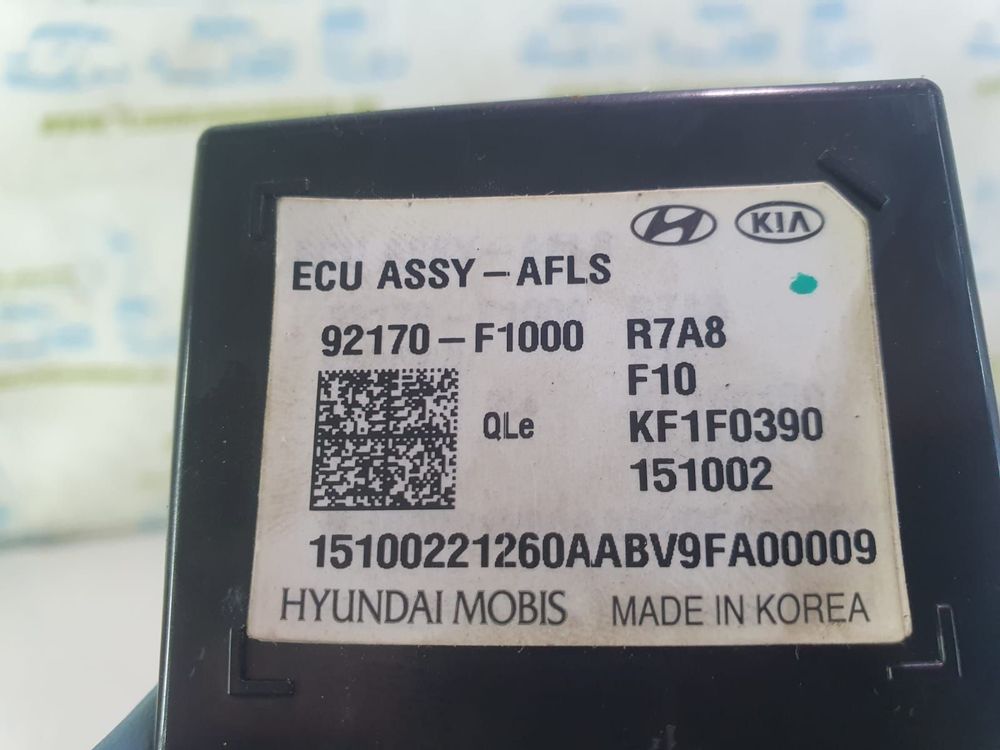 KIA
ECU ASSY-AFLS
92170-F1000 R7A8
F10
QLe KF1F0390
151002
15100221260AABV9FA00009
HYUNDAI MOBIS MADE IN KOREA